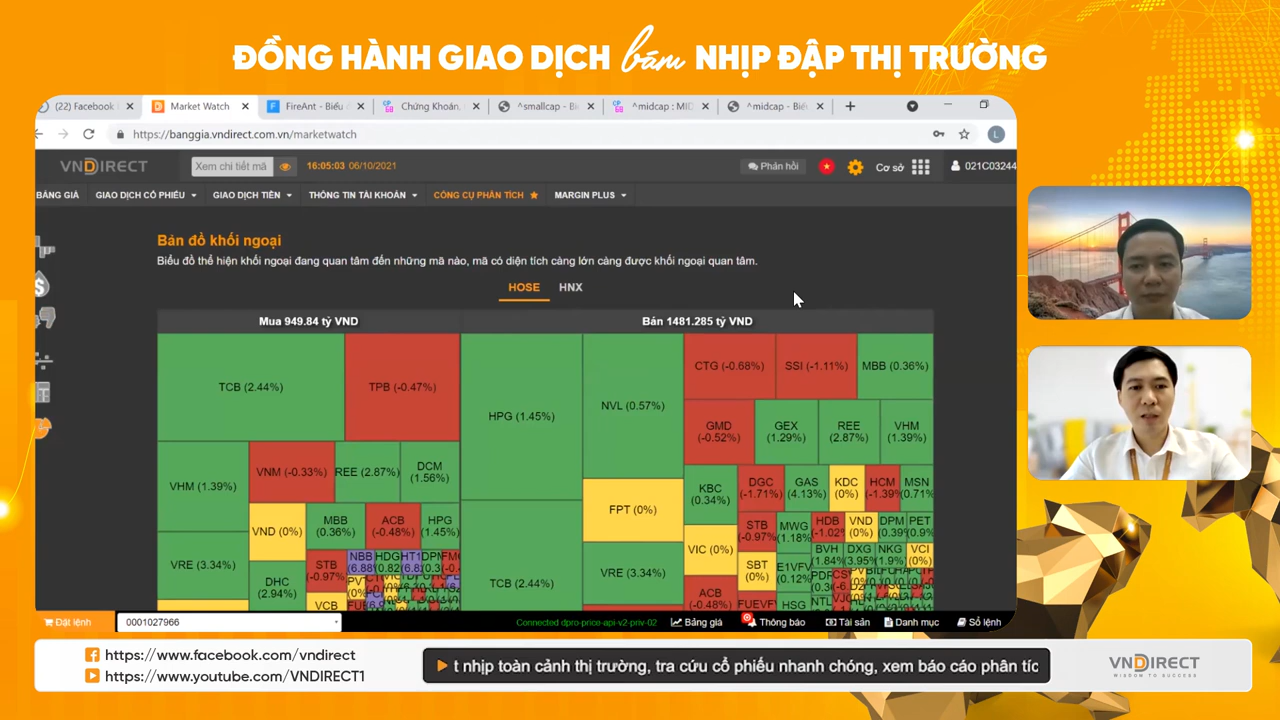 ĐỒNG HÀNH GIAO DỊCH bám NHỊP ĐẬP THỊ TRƯỜNG
(22) Facebook
Market Watch
FireAnt - Biểu đ
Chứng Khoán,
^smallcap - Bi
^midcap : MID
^midcap - Biể
https://banggia.vndirect.com.vn/marketwatch
L
VNDIRECT
Xem chi tiết mã
16:05:03 06/10/2021
Phản hồi
Cơ sở
021C03244
BẢNG GIÁ
GIAO DỊCH CỔ PHIẾU
GIAO DỊCH TIỀN
THÔNG TIN TÀI KHOẢN
CÔNG CỤ PHÂN TÍCH
MARGIN PLUS
Bản đồ khối ngoại
Biểu đồ thể hiện khối ngoại đang quan tâm đến những mã nào, mã có diện tích càng lớn càng được khối ngoại quan tâm.
HOSE
HNX
Mua 949.84 tỷ VND
Bán 1481.285 tỷ VND
TCB (2.44%)
TPB (-0.47%)
VHM (1.39%)
VNM (-0.33%)
REE (2.87%)
DCM
(1.56%)
VND (0%)
MBB
(0.36%)
ACB
(-0.48%)
HPG
(1.45%)
VRE (3.34%)
DHC
(2.94%)
STB
(-0.97%)
VCB
HPG (1.45%)
NVL (0.57%)
CTG (-0.68%)
SSI (-1.11%)
MBB (0.36%)
GMD
(-0.52%)
GEX
(1.29%)
REE
(2.87%)
VHM
(1.39%)
FPT (0%)
KBC
(0.34%)
DGC
(-1.71%)
GAS
(4.13%)
KDC
(0%)
HCM
(-1.39%
MSN
(0.71%
TCB (2.44%)
VRE (3.34%)
VIC (0%)
STB
(-0.97%
MWG
(1.18%
HDB
(-1.02%
VND
(0%)
DPM
(0.39%
PET
(0.9%
SBT
(0%)
E1VFV
(0.12%
BVH
(1.84%
DXG
(3.95%
NKG
(1.9%)
VCI
(0%)
ACB
(-0.48%)
FUEVF
HSG
Đặt lệnh
0001027966
Connected dpro-price-api-v2-priv-02
Bảng giá
Thông báo
Tài sản
Danh mục
Sổ lệnh
https://www.facebook.com/vndirect
https://www.youtube.com/VNDIRECT1
t nhịp toàn cảnh thị trường, tra cứu cổ phiếu nhanh chóng, xem báo cáo phân tíc
VNDIRECT
WISDOM TO SUCCESS